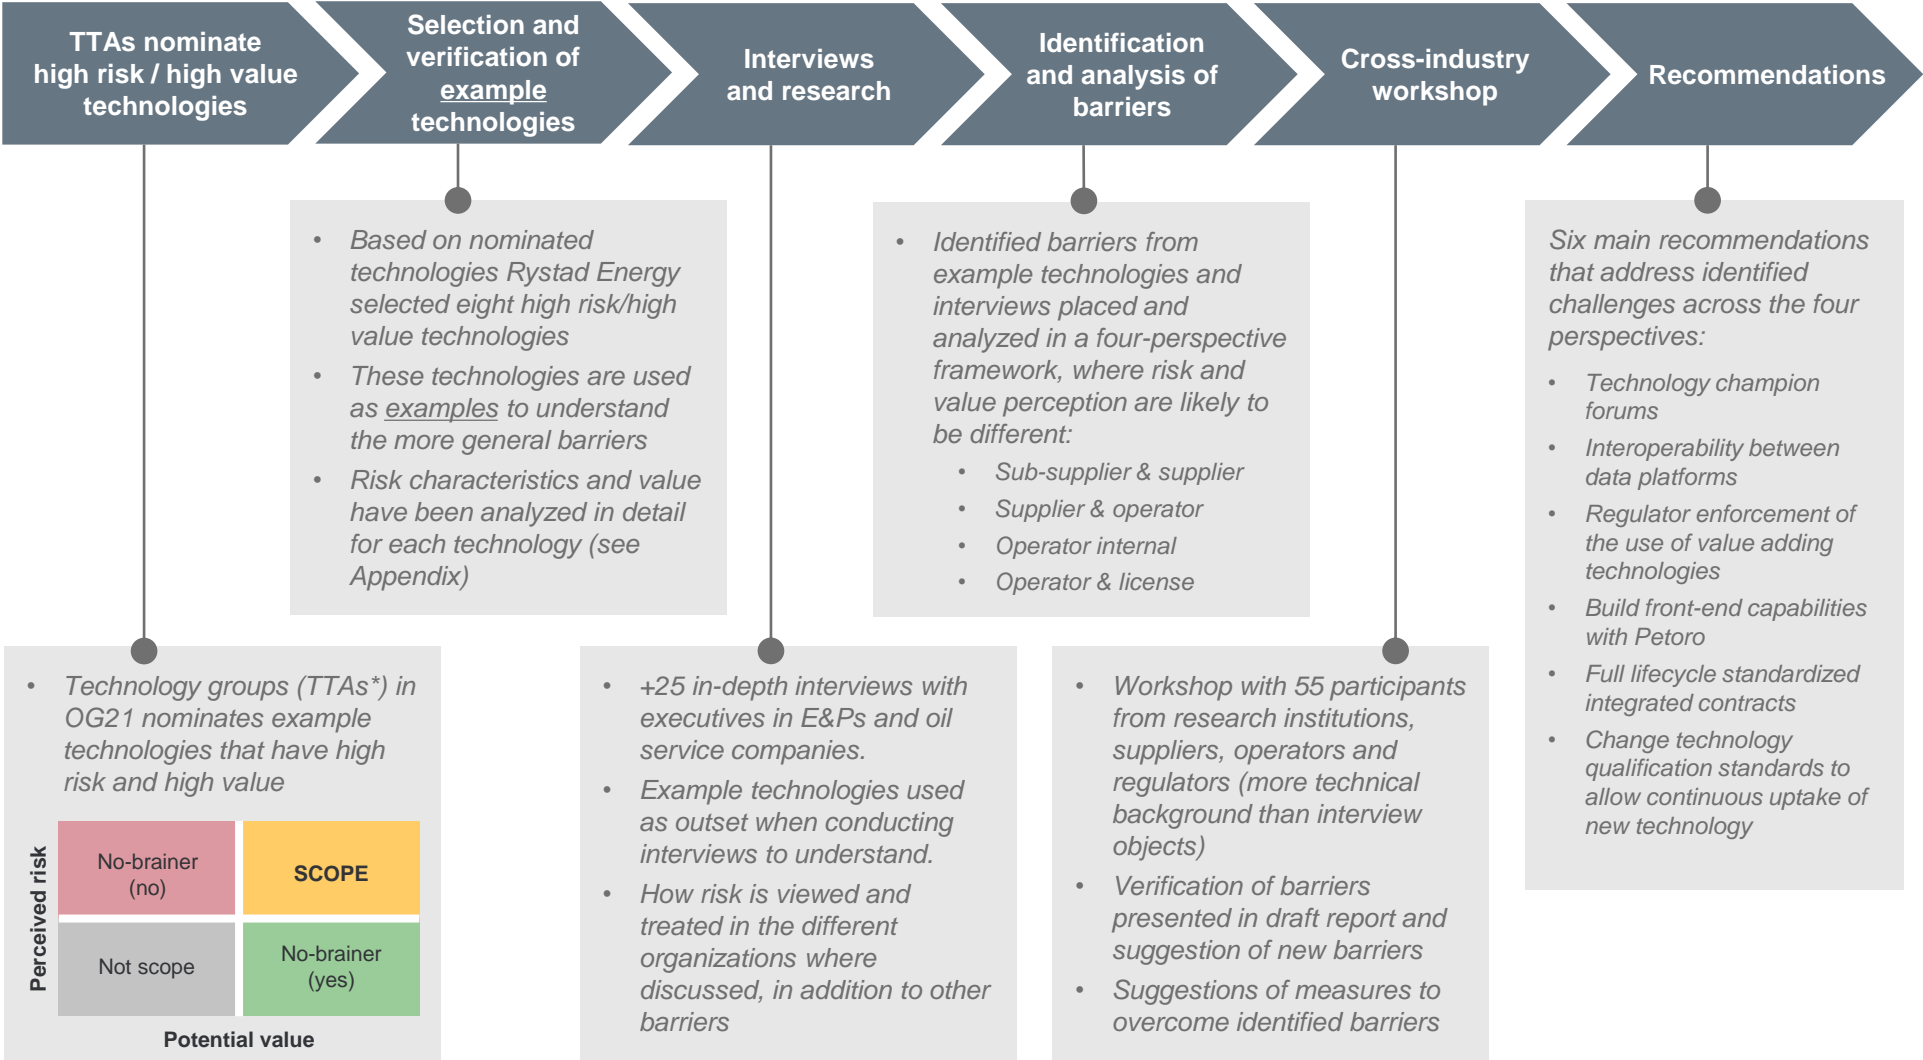 TTAs nominate
high risk / high value
technologies
Selection and
verification of
example
technologies
Interviews
and research
Identification
and analysis of
barriers
Cross-industry
workshop
Recommendations
• Based on nominated
technologies Rystad Energy
selected eight high risk/high
value technologies
• These technologies are used
as examples to understand
the more general barriers
• Risk characteristics and value
have been analyzed in detail
for each technology (see
Appendix)
• Identified barriers from
example technologies and
interviews placed and
analyzed in a four-perspective
framework, where risk and
value perception are likely to
be different:
• Sub-supplier & supplier
• Supplier & operator
• Operator internal
• Operator & license
Six main recommendations
that address identified
challenges across the four
perspectives:
• Technology champion
forums
• Interoperability between
data platforms
• Regulator enforcement of
the use of value adding
technologies
• Build front-end capabilities
with Petoro
• Full lifecycle standardized
integrated contracts
• Change technology
qualification standards to
allow continuous uptake of
new technology
• Technology groups (TTAs*) in
OG21 nominates example
technologies that have high
risk and high value
Perceived risk
No-brainer
(no)
SCOPE
Not scope
No-brainer
(yes)
Potential value
• +25 in-depth interviews with
executives in E&Ps and oil
service companies.
• Example technologies used
as outset when conducting
interviews to understand.
• How risk is viewed and
treated in the different
organizations where
discussed, in addition to other
barriers
• Workshop with 55 participants
from research institutions,
suppliers, operators and
regulators (more technical
background than interview
objects)
• Verification of barriers
presented in draft report and
suggestion of new barriers
• Suggestions of measures to
overcome identified barriers